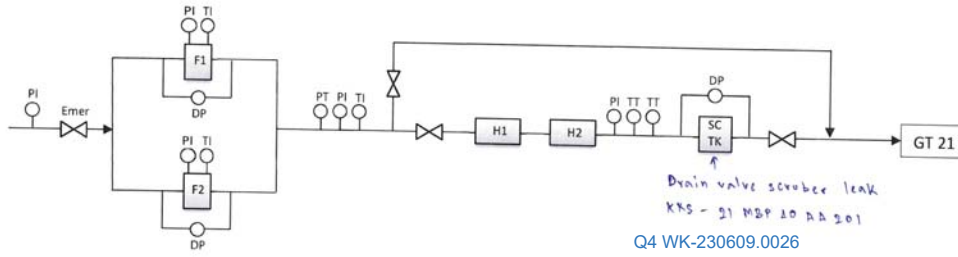 PI TI
F1
DP
PI
Emer
PI TI
F2
DP
PT PI TI
H1
H2
PI TT TT
DP
SC
TK
GT 21
Drain valve scruber leak
KKS - 21 MBP 10 AA 201
Q4 WK-230609.0026